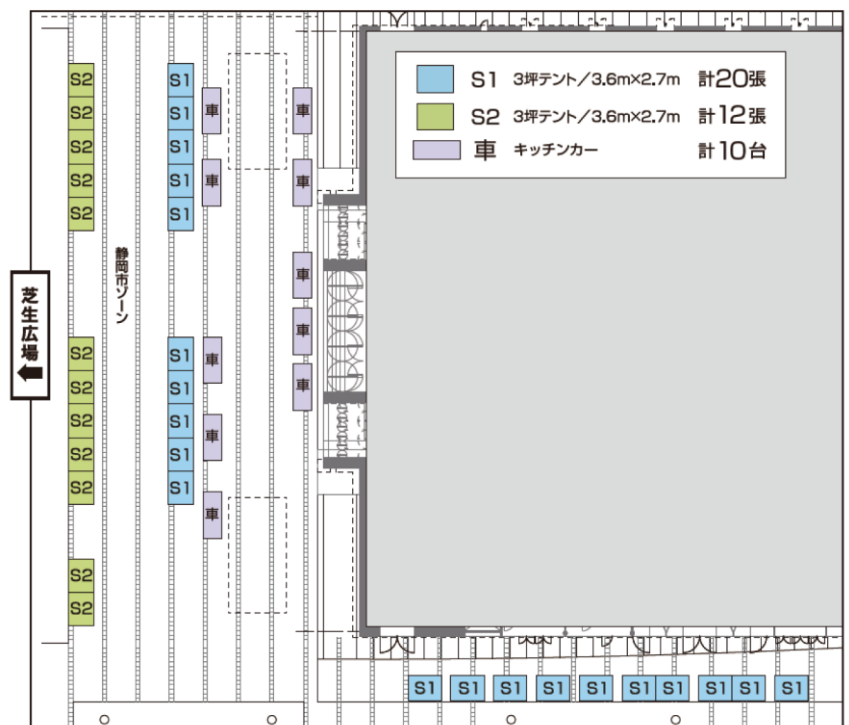 S1 3坪テント/3.6m×2.7m 計20張
S2 3坪テント/3.6m×2.7m 計12張
車 キッチンカー 計10台
芝生広場
静岡市ゾーン
S2
S2
S2
S2
S2
S2
S2
S2
S2
S2
S2
S2
S1
S1
S1
S1
S1
S1
S1
S1
S1
S1
車
車
車
車
車
車
車
車
車
車
S1 S1 S1 S1 S1 S1 S1 S1 S1 S1